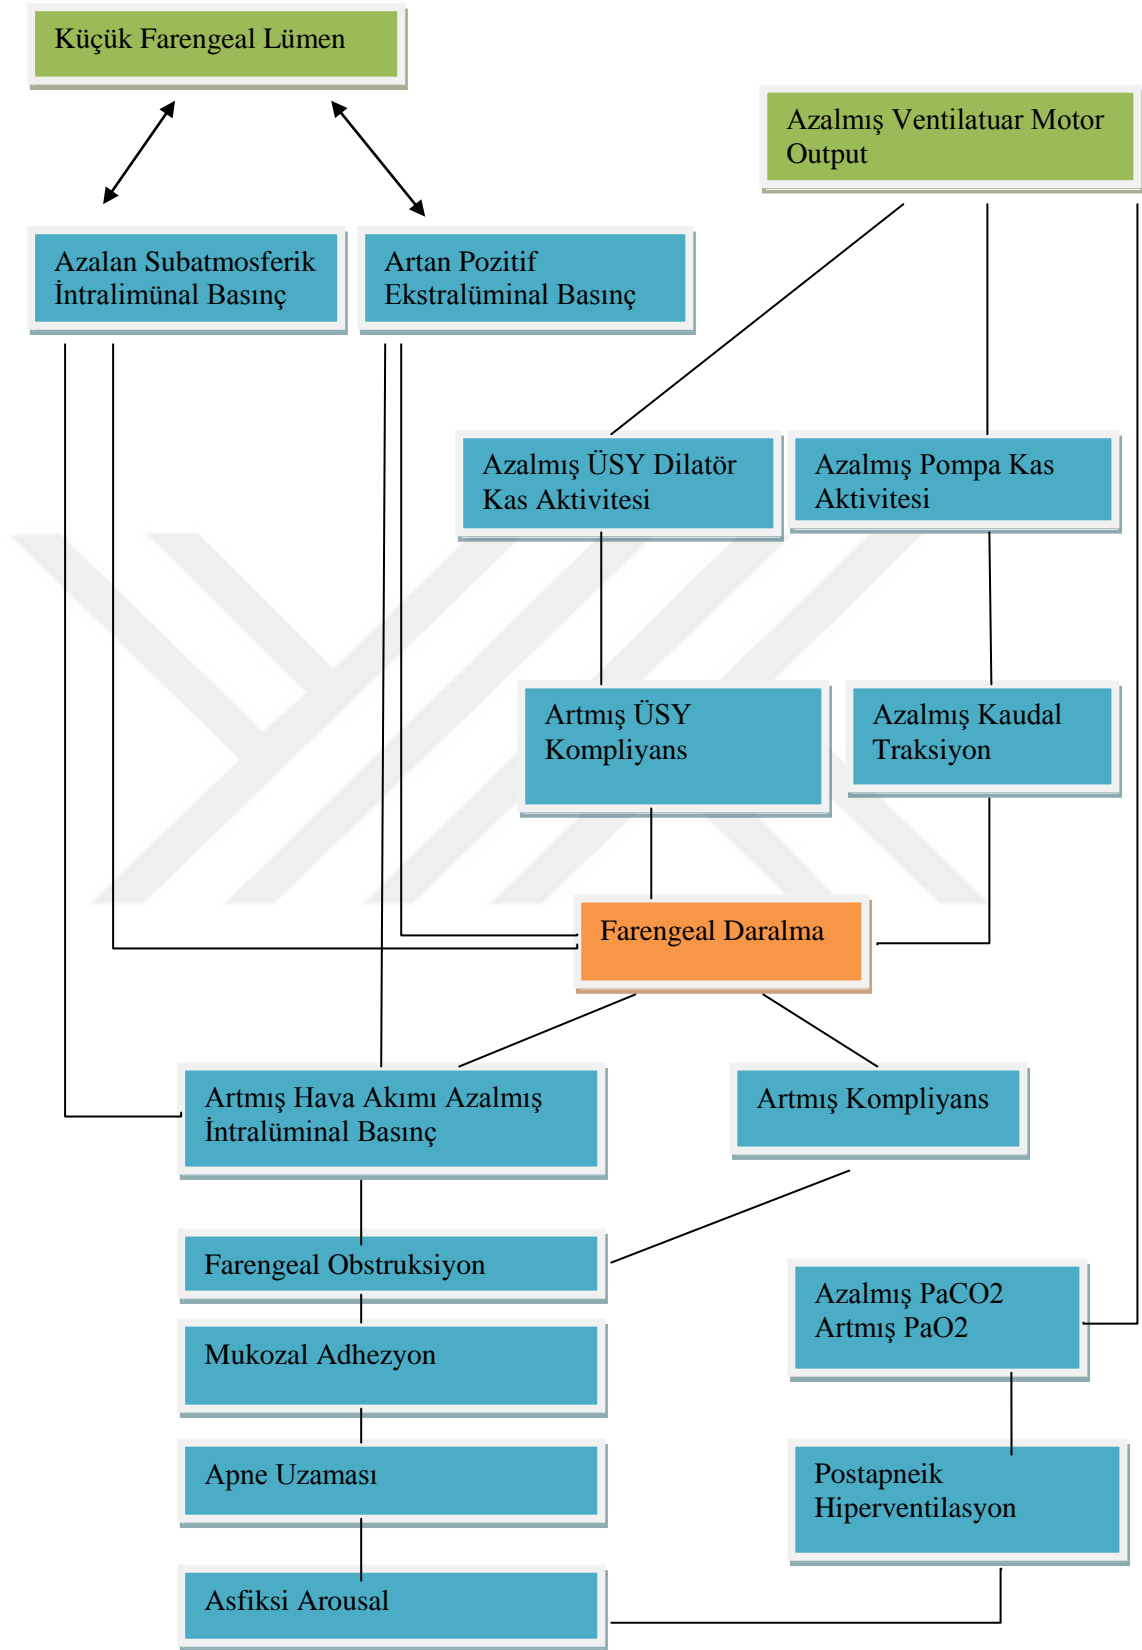 Küçük Farengeal Lümen
Azalmış Ventilatuar Motor
Output
Azalan Subatmosferik
İntralimünal Basınç
Artan Pozitif
Ekstralüminal Basınç
Azalmış ÜSY Dilatör
Kas Aktivitesi
Azalmış Pompa Kas
Aktivitesi
Artmış ÜSY
Kompliyans
Azalmış Kaudal
Traksiyon
Farengeal Daralma
Artmış Hava Akımı Azalmış
İntralüminal Basınç
Artmış Kompliyans
Farengeal Obstruksiyon
Azalmış PaCO2
Artmış PaO2
Mukozal Adhezyon
Apne Uzaması
Postapneik
Hiperventilasyon
Asfiksi Arousal